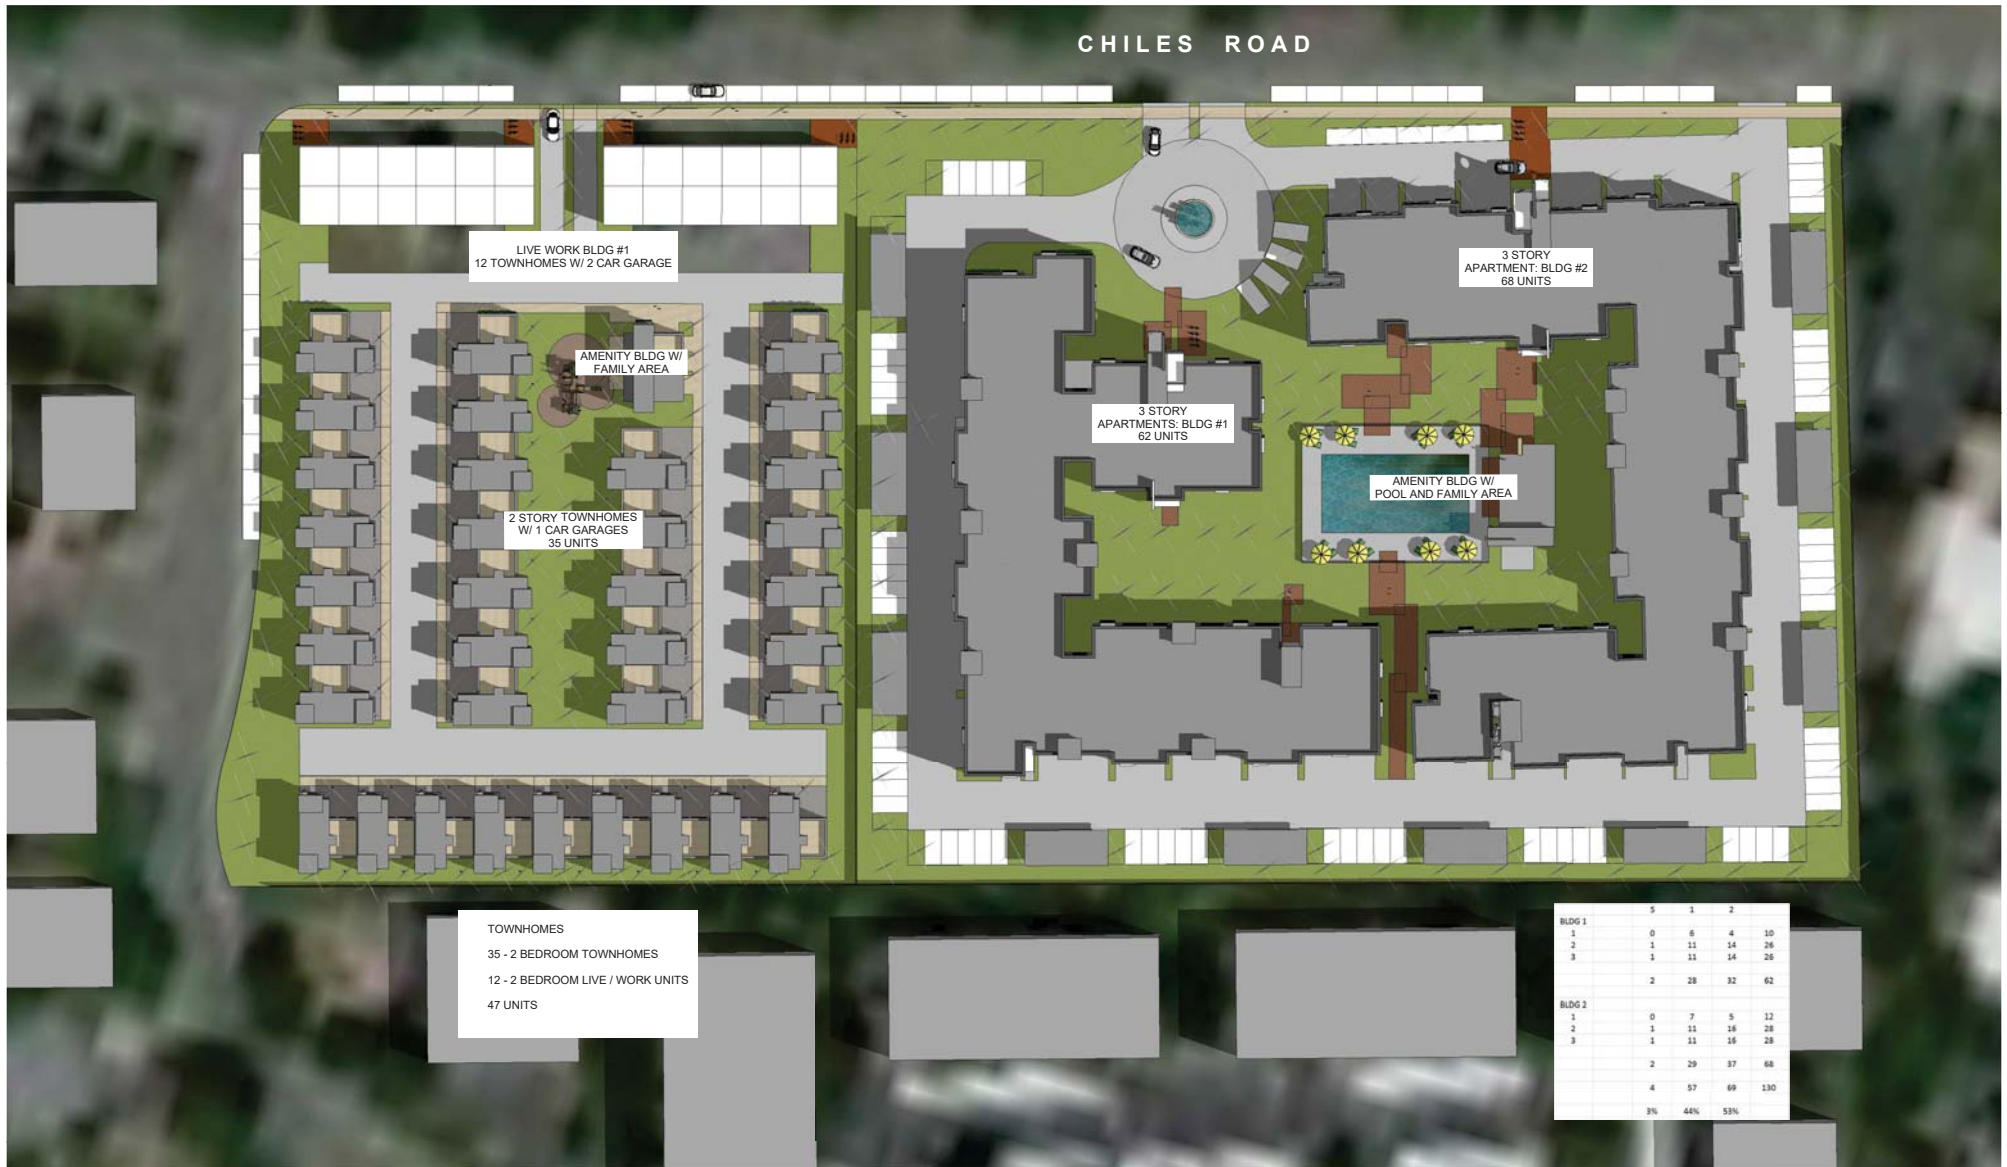 CHILES ROAD
LIVE WORK BLDG #1
12 TOWNHOMES W/ 2 CAR GARAGE
3 STORY
APARTMENT: BLDG #2
68 UNITS
AMENITY BLDG W/
FAMILY AREA
3 STORY
APARTMENTS: BLDG #1
62 UNITS
AMENITY BLDG W/
POOL AND FAMILY AREA
2 STORY TOWNHOMES
W/ 1 CAR GARAGES
35 UNITS
TOWNHOMES
35 - 2 BEDROOM TOWNHOMES
12 - 2 BEDROOM LIVE / WORK UNITS
47 UNITS
S 1 2
BLDG 1
1 0 6 4 10
2 1 11 14 26
3 1 11 14 26
2 28 32 62
BLDG 2
1 0 7 5 12
2 1 11 16 28
3 1 11 16 28
2 29 37 68
4 57 69 130
3% 44% 53%